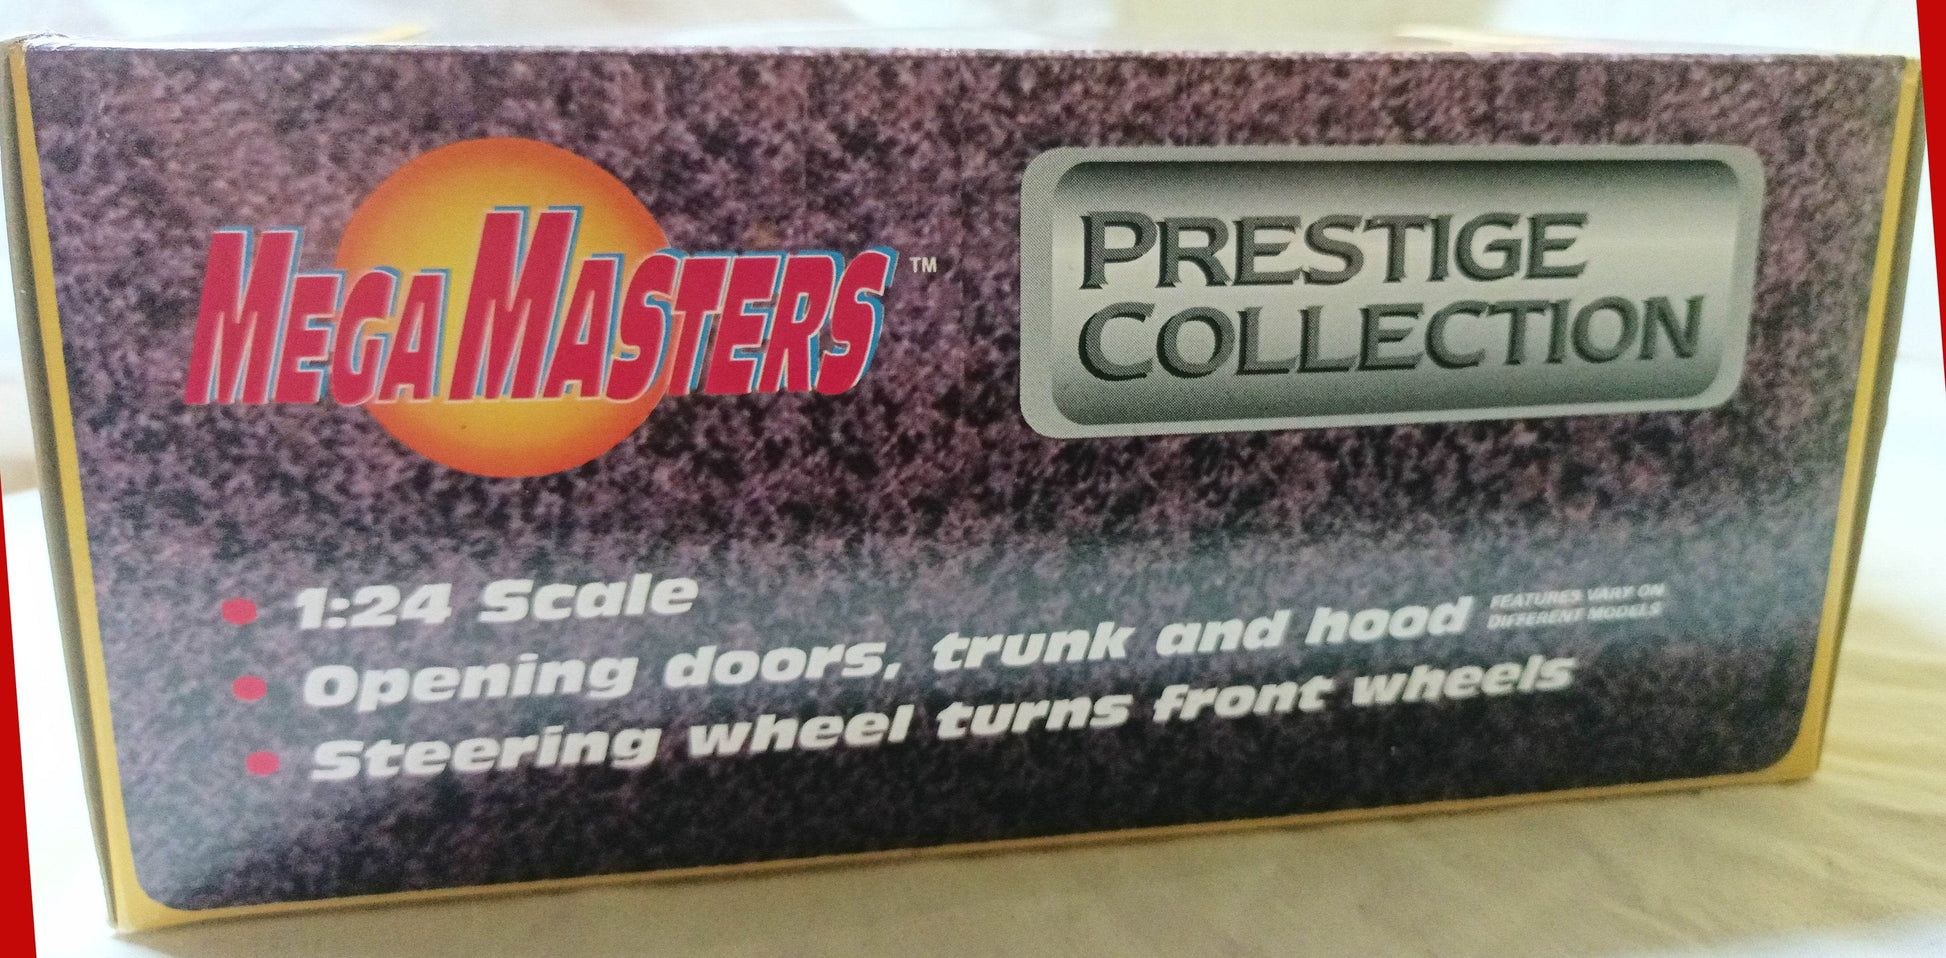 MEGA MASTERS™
PRESTIGE
COLLECTION
• 1:24 Scale
• Opening doors, trunk and hood
FEATURES VARY ON
DIFFERENT MODELS
• Steering wheel turns front wheels